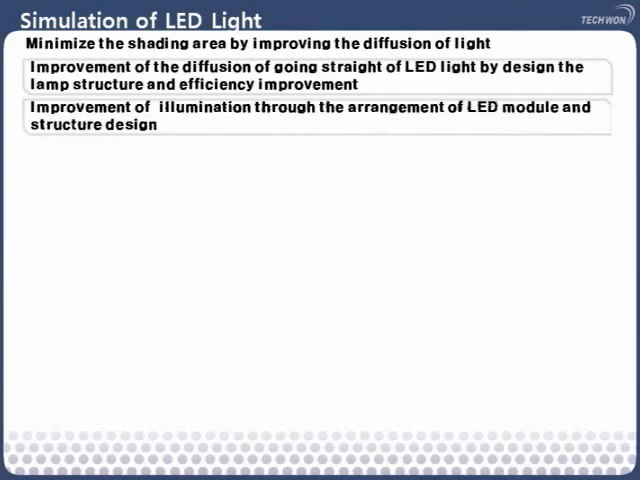 Simulation of LED Light
TECHWON
Minimize the shading area by improving the diffusion of light
Improvement of the diffusion of going straight of LED light by design the
lamp structure and efficiency improvement
Improvement of illumination through the arrangement of LED module and
structure design